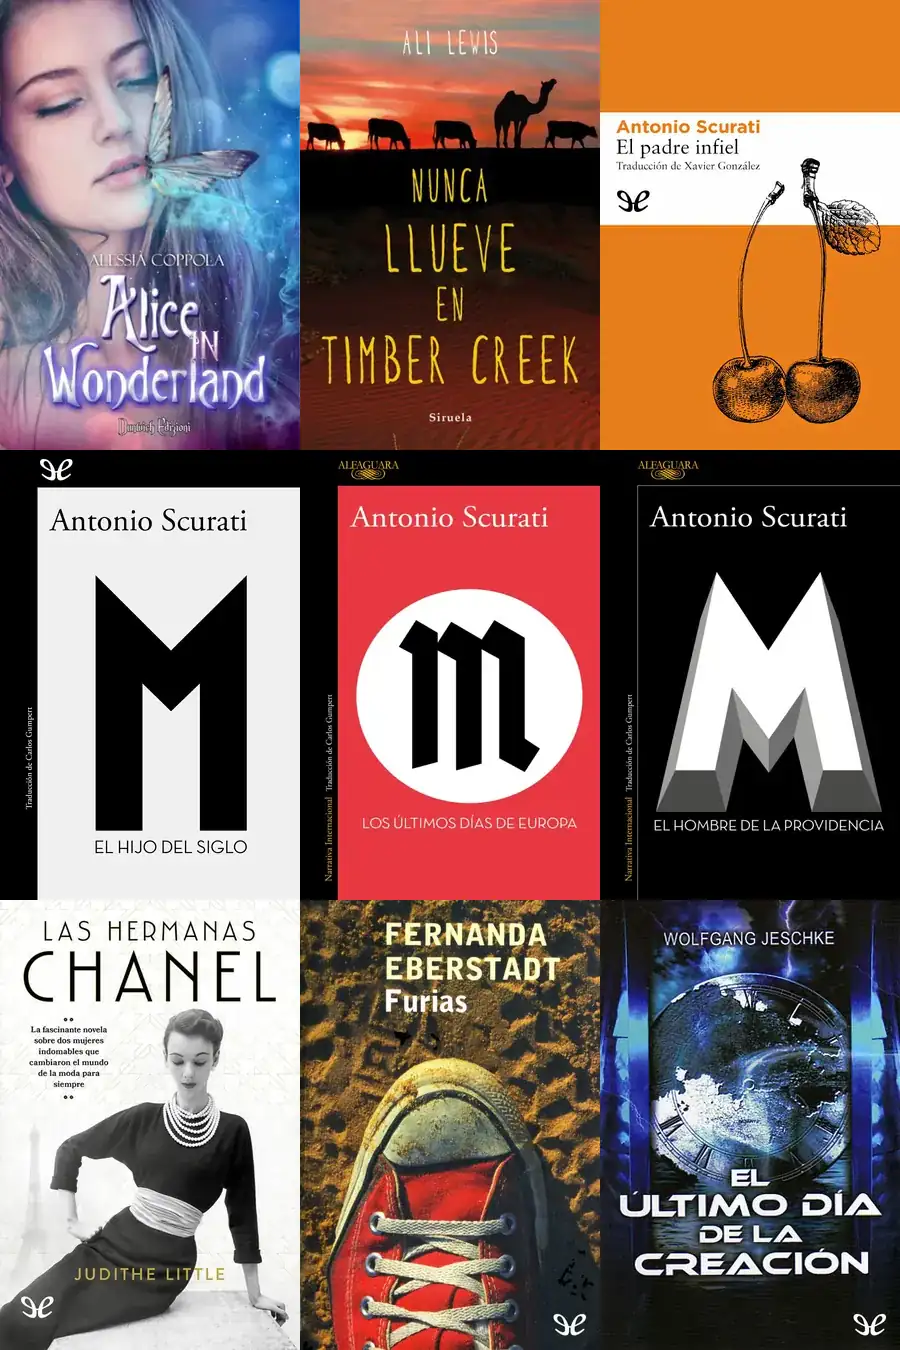 ALESSIA COPPOLA
Alice
IN
Wonderland
Dunwich Edizioni
ALI LEWIS
NUNCA
LLUEVE
EN
TIMBER CREEK
Siruela
Antonio Scurati
El padre infiel
Traducción de Xavier González
Antonio Scurati
M
EL HIJO DEL SIGLO
Traducción de Carlos Gumpert
ALFAGUARA
Antonio Scurati
m
LOS ÚLTIMOS DÍAS DE EUROPA
Narrativa Internacional Traducción de Carlos Gumpert
ALFAGUARA
Antonio Scurati
M
EL HOMBRE DE LA PROVIDENCIA
Narrativa Internacional Traducción de Carlos Gumpert
LAS HERMANAS
CHANEL
La fascinante novela
sobre dos mujeres
indomables que
cambiaron el mundo
de la moda para
siempre
JUDITHE LITTLE
FERNANDA
EBERSTADT
Furias
WOLFGANG JESCHKE
EL
ÚLTIMO DÍA
DE LA
CREACIÓN